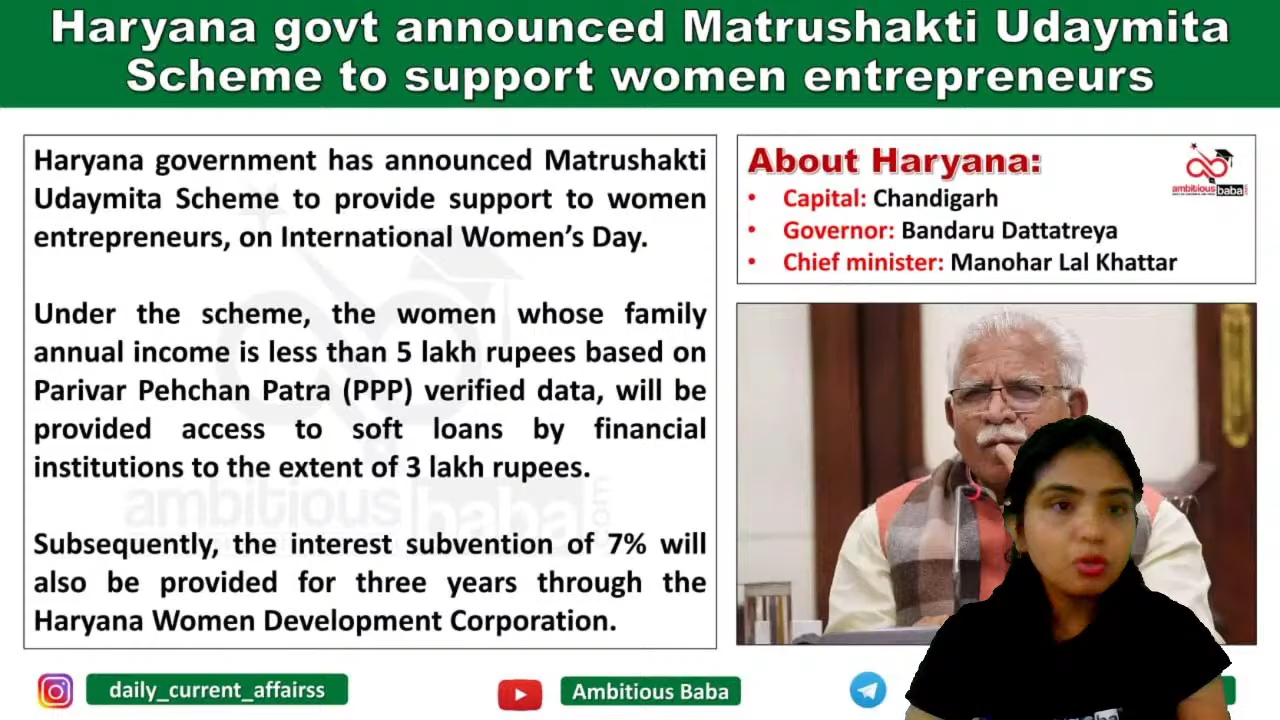 Haryana govt announced Matrushakti Udaymita
Scheme to support women entrepreneurs
Haryana government has announced Matrushakti
Udaymita Scheme to provide support to women
entrepreneurs, on International Women's Day.
Under the scheme, the women whose family
annual income is less than 5 lakh rupees based on
Parivar Pehchan Patra (PPP) verified data, will be
provided access to soft loans by financial
institutions to the extent of 3 lakh rupees.
Subsequently, the interest subvention of 7% will
also be provided for three years through the
Haryana Women Development Corporation.
About Haryana:
• Capital: Chandigarh
• Governor: Bandaru Dattatreya
• Chief minister: Manohar Lal Khattar
ambitious baba.com
ambitious baba.com
daily_current_affairss
Ambitious Baba